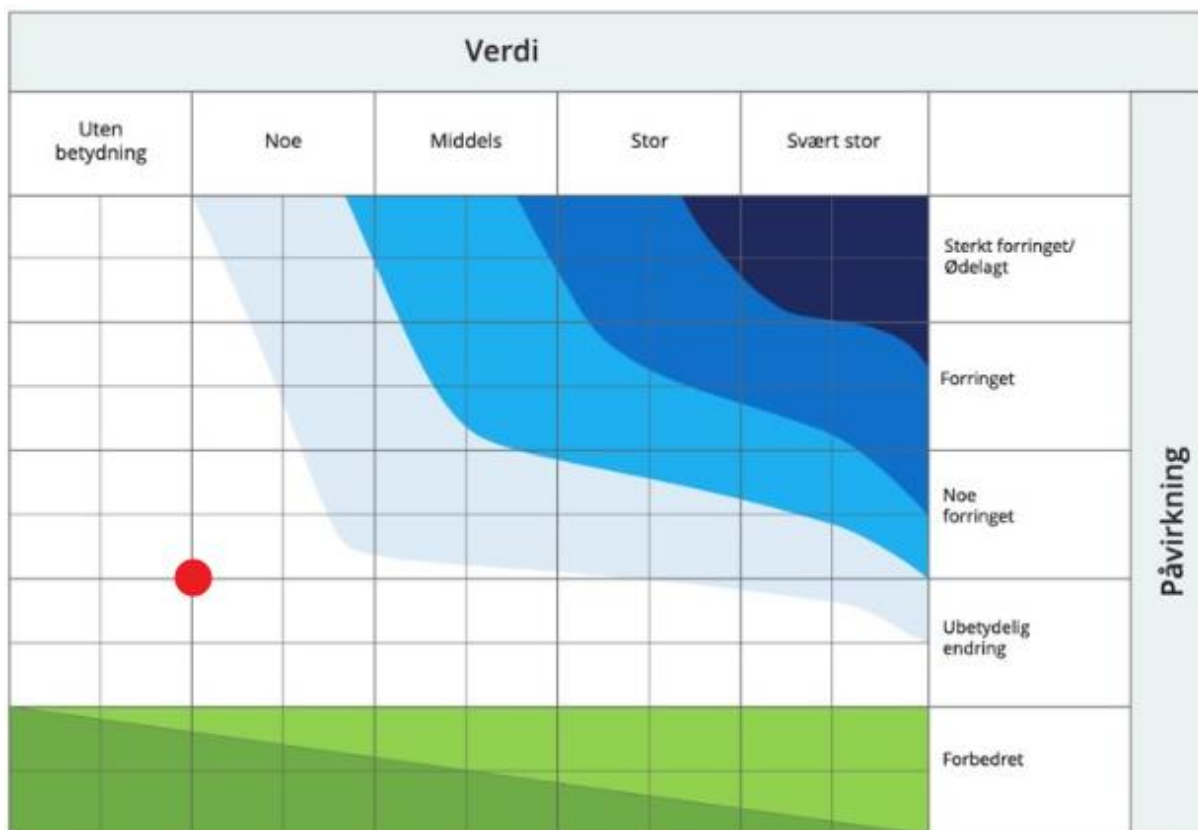 Verdi
Uten
betydning
Noe
Middels
Stor
Svært stor
Sterkt forringet/
Ødelagt
Forringet
Noe
forringet
Ubetydelig
endring
Forbedret
Påvirkning